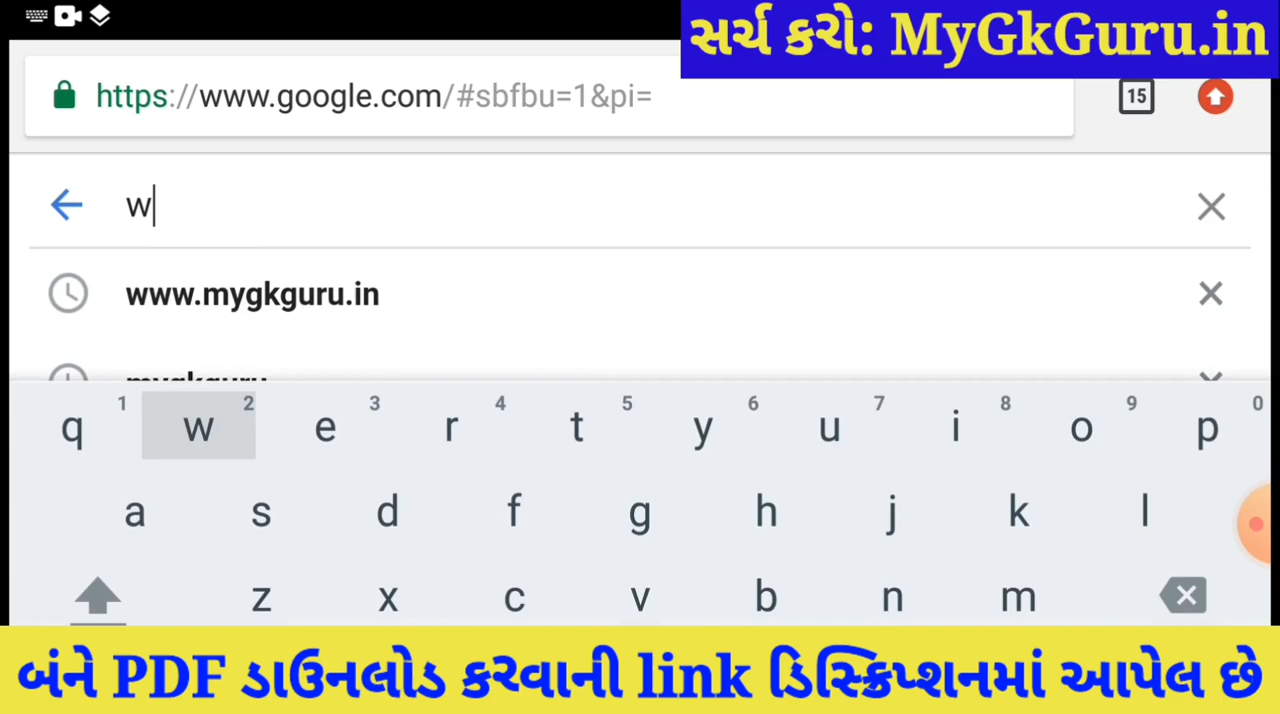 સર્ચ કરો: MyGkGuru.in
https://www.google.com/#sbfbu=1&pi=
15
w
www.mygkguru.in
mygkguru
1 2 3 4 5 6 7 8 9 0
q w e r t y u i o p
a s d f g h j k l
z x c v b n m
બંને PDF ડાઉનલોડ કરવાની link ડિસ્ક્રિપ્શનમાં આપેલ છે